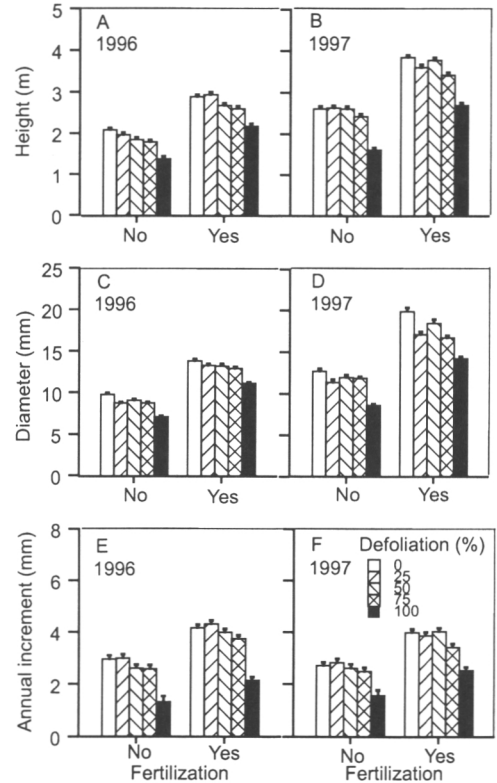 A
1996
B
1997
Height (m)
5
4
3
2
1
0
No
Yes
No
Yes
C
1996
D
1997
Diameter (mm)
25
20
15
10
5
0
No
Yes
No
Yes
E
1996
F
1997
Defoliation (%)
0
25
50
75
100
Annual increment (mm)
8
6
4
2
0
No
Yes
No
Yes
Fertilization
Fertilization